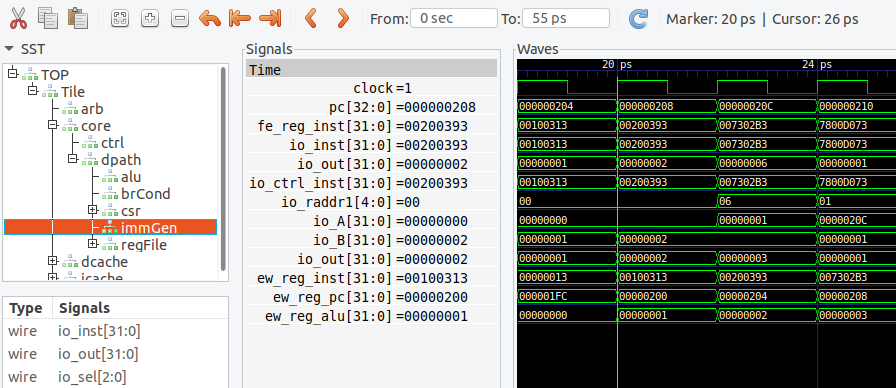 From: 0 sec To: 55 ps Marker: 20 ps | Cursor: 26 ps
SST
TOP
Tile
arb
core
ctrl
dpath
alu
brCond
csr
immGen
regFile
dcache
icache
Type Signals
wire io_inst[31:0]
wire io_out[31:0]
wire io_sel[2:0]
Signals
Time
clock=1
pc[32:0]=000000208
fe_reg_inst[31:0]=00200393
io_inst[31:0]=00200393
io_out[31:0]=00000002
io_ctrl_inst[31:0]=00200393
io_raddr1[4:0]=00
io_A[31:0]=00000000
io_B[31:0]=00000002
io_out[31:0]=00000002
ew_reg_inst[31:0]=00100313
ew_reg_pc[31:0]=00000200
ew_reg_alu[31:0]=00000001
Waves
20 ps 24 ps
000000204 000000208 00000020C 000000210
00100313 00200393 007302B3 7800D073
00100313 00200393 007302B3 7800D073
00000001 00000002 00000006 00000001
00100313 00200393 007302B3 7800D073
00 06 01
00000000 00000001 0000020C
00000001 00000002 00000001
00000001 00000002 00000003 00000001
00000013 00100313 00200393 007302B3
000001FC 00000200 00000204 00000208
00000000 00000001 00000002 00000003